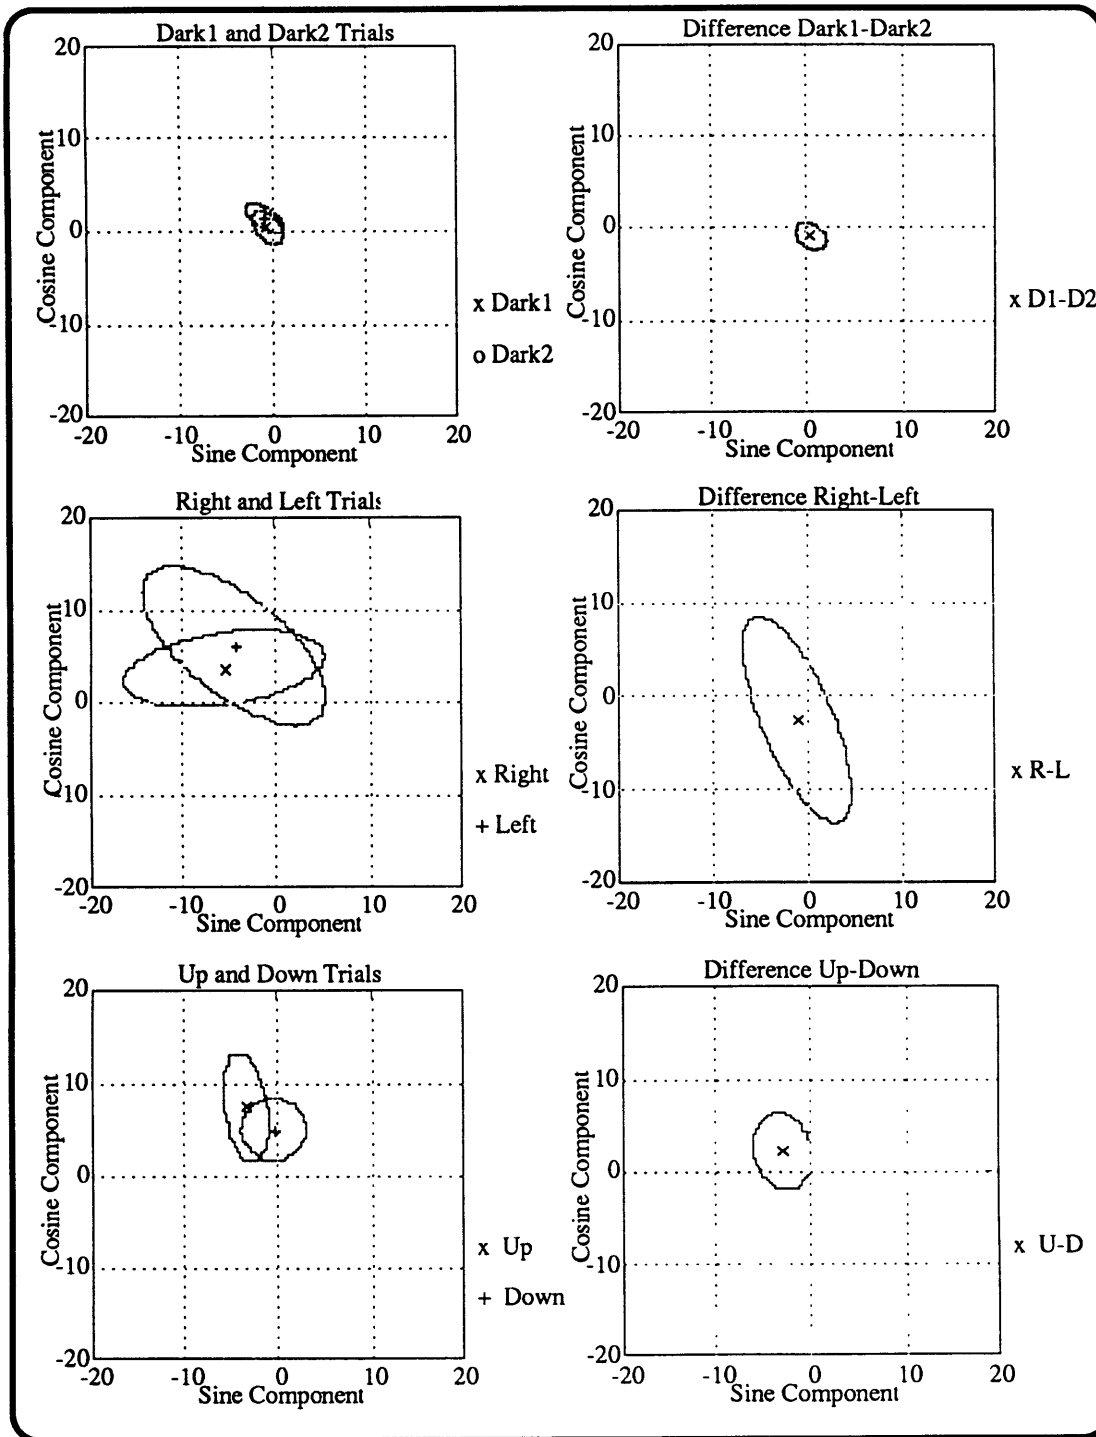 Dark1 and Dark2 Trials
20
10
0
-10
-20
-20 -10 0 10 20
Cosine Component
Sine Component
x Dark1
o Dark2
Difference Dark1-Dark2
20
10
0
-10
-20
-20 -10 0 10 20
Cosine Component
Sine Component
x D1-D2
Right and Left Trials
20
10
0
-10
-20
-20 -10 0 10 20
Cosine Component
Sine Component
x Right
+ Left
Difference Right-Left
20
10
0
-10
-20
-20 -10 0 10 20
Cosine Component
Sine Component
x R-L
Up and Down Trials
20
10
0
-10
-20
-20 -10 0 10 20
Cosine Component
Sine Component
x Up
+ Down
Difference Up-Down
20
10
0
-10
-20
-20 -10 0 10 20
Cosine Component
Sine Component
x U-D